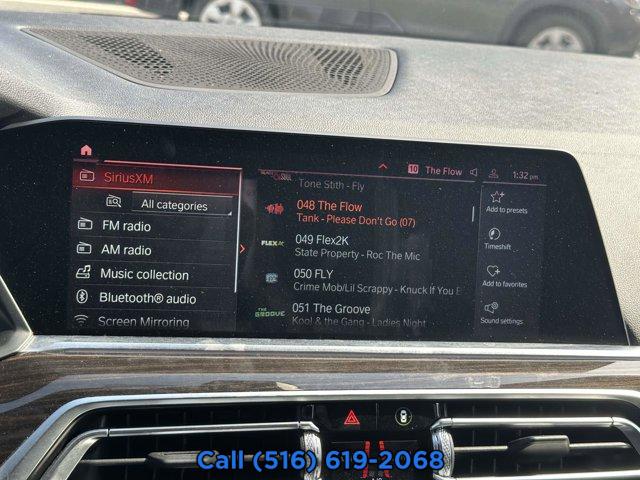 SiriusXM
All categories
FM radio
AM radio
Music collection
Bluetooth® audio
Screen Mirroring
10 The Flow
1:32 pm
Tone Stith - Fly
048 The Flow
Tank - Please Don't Go (07)
FLEX2K
049 Flex2K
State Property - Roc The Mic
050 FLY
Crime Mob/Lil Scrappy - Knuck If You
THE GROOVE
051 The Groove
Kool & the Gang - Ladies Night
Add to presets
Timeshift
Add to favorites
Sound settings
Call (516) 619-2068